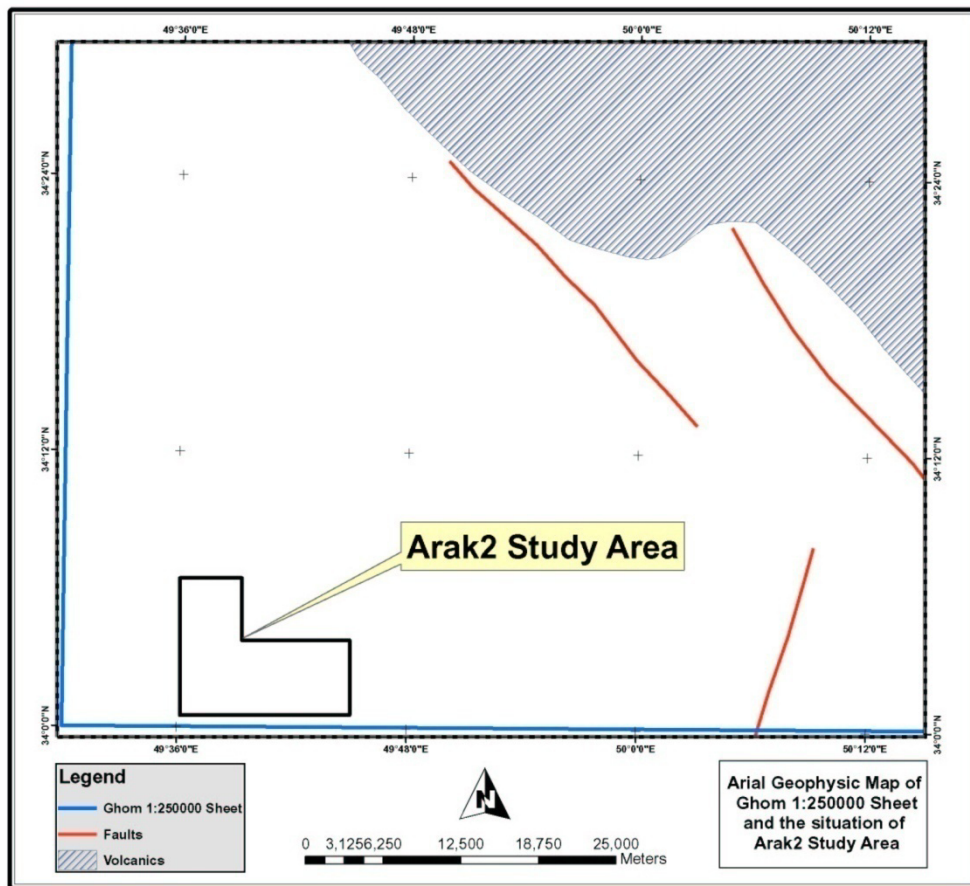 49°36'0"E 49°48'0"E 50°0'0"E 50°12'0"E
34°24'0"N
34°24'0"N
34°12'0"N
34°12'0"N
Arak2 Study Area
34°0'0"N
34°0'0"N
49°36'0"E 49°48'0"E 50°0'0"E 50°12'0"E
Legend
Ghom 1:250000 Sheet
Faults
Volcanics
N
0 3,1256,250 12,500 18,750 25,000
Meters
Arial Geophysic Map of
Ghom 1:250000 Sheet
and the situation of
Arak2 Study Area